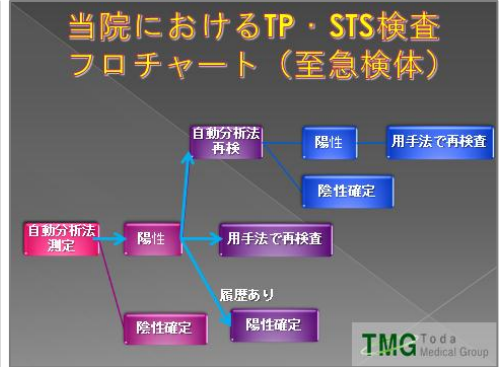 当院におけるTP・STS検査
フロチャート（至急検体）
自動分析法
再検
陽性
用手法で再検査
陰性確定
自動分析法
測定
陽性
用手法で再検査
履歴あり
陰性確定
陽性確定
TMG Toda
Medical Group